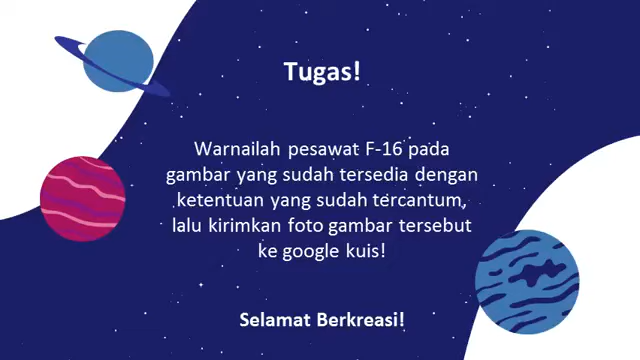 Tugas!
Warnailah pesawat F-16 pada
gambar yang sudah tersedia dengan
ketentuan yang sudah tercantum,
lalu kirimkan foto gambar tersebut
ke google kuis!
Selamat Berkreasi!